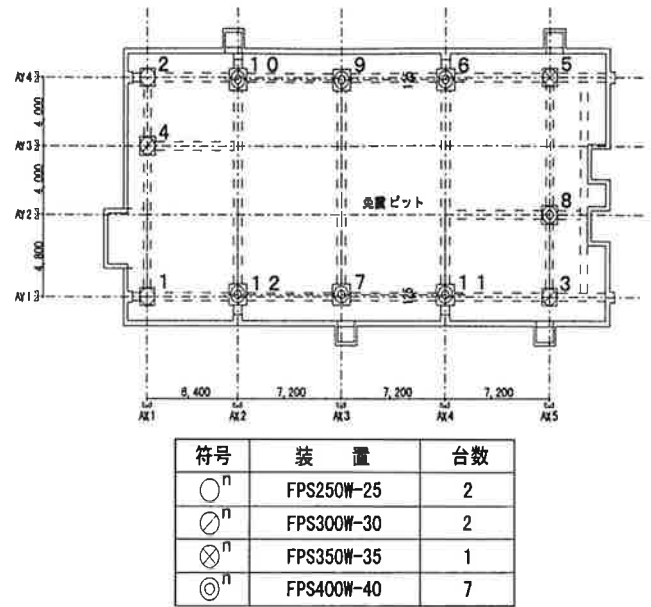 AY4 2 10 9 6 5
4,000
AY3 4
4,000
免震ピット
AY2 8
4,800
AY1 1 12 7 11 3
6,400 7,200 7,200 7,200
AX1 AX2 AX3 AX4 AX5
符号 装 置 台数
○n FPS250W-25 2
⊘n FPS300W-30 2
⊗n FPS350W-35 1
◎n FPS400W-40 7